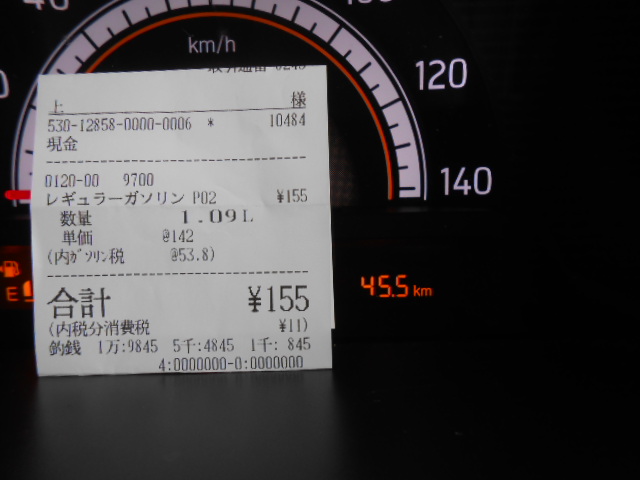 km/h
120
140
上 様
530-12858-0000-0006 * 10484
現金
0120-00 9700
レギュラーガソリン P02 ¥155
数量 1.09L
単価 @142
(内ガソリン税 @53.8)
合計 ¥155
(内税分消費税 ¥11)
釣銭 1万:9845 5千:4845 1千: 845
4:0000000-0:0000000
E
45.5 km